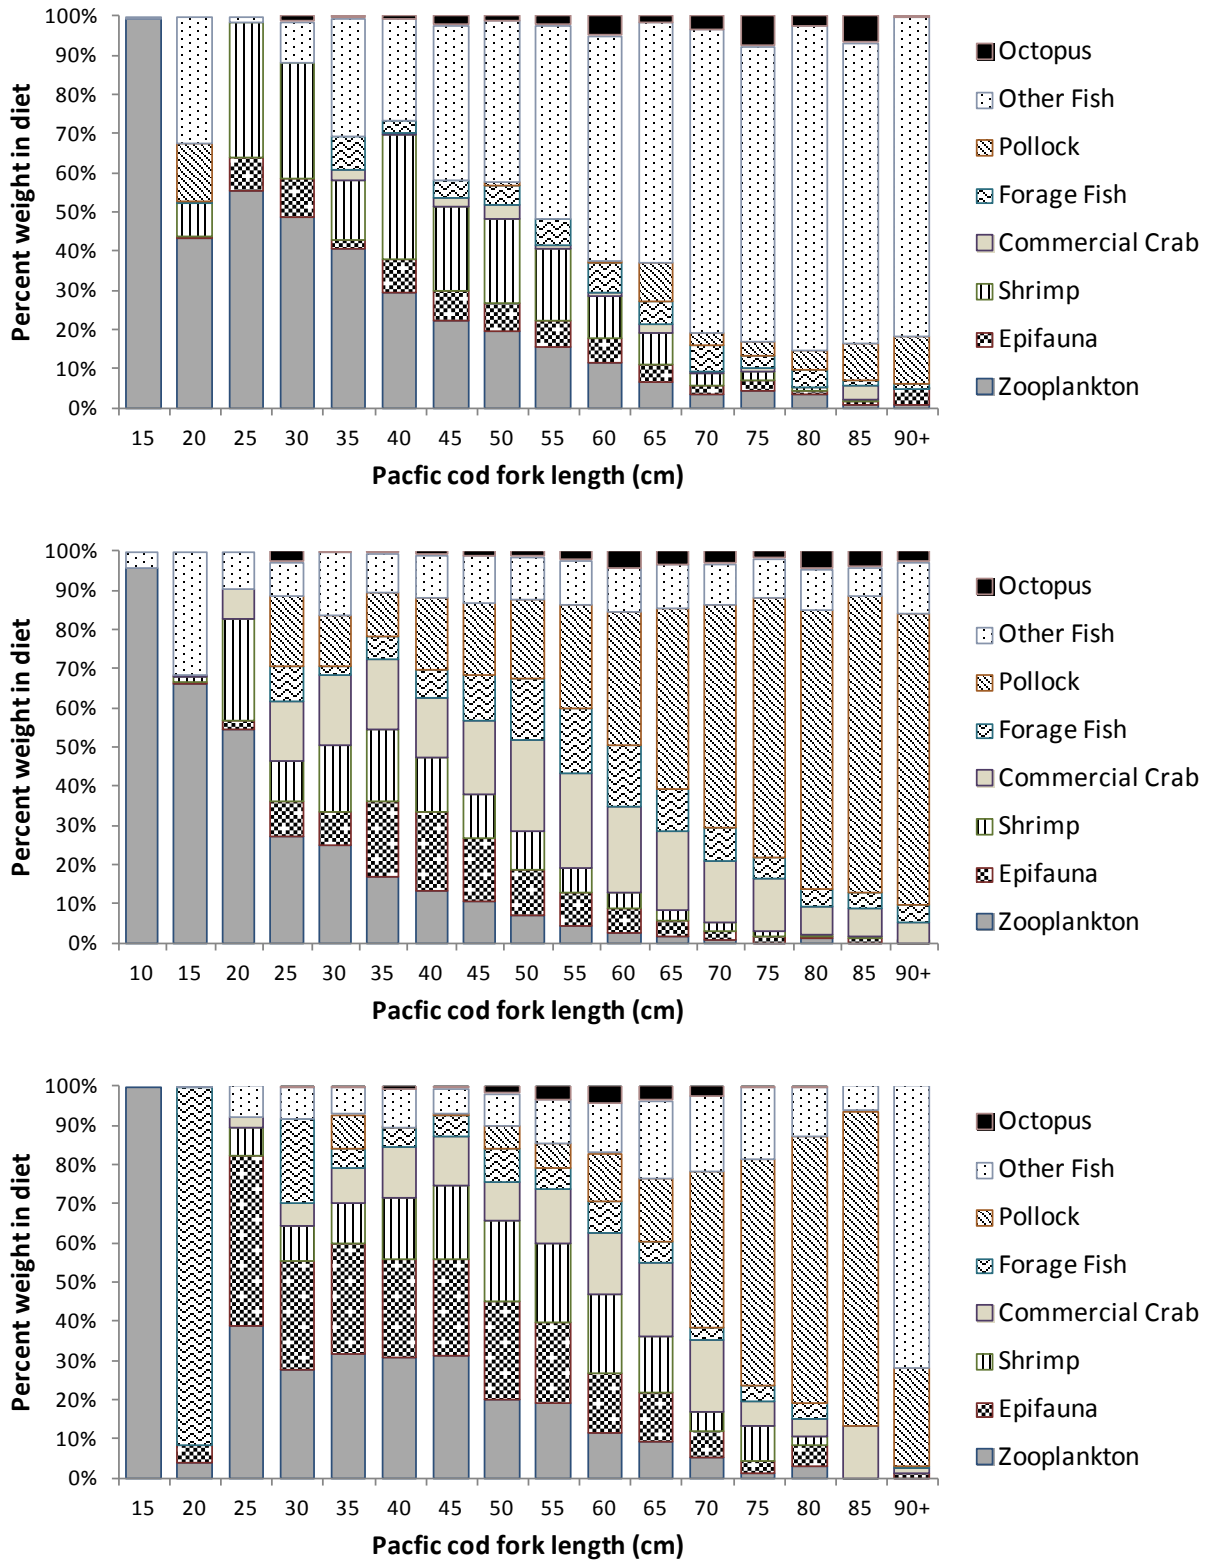 100%
90%
80%
70%
60%
50%
40%
30%
20%
10%
0%
Percent weight in diet
15 20 25 30 35 40 45 50 55 60 65 70 75 80 85 90+
Pacfic cod fork length (cm)
Octopus
Other Fish
Pollock
Forage Fish
Commercial Crab
Shrimp
Epifauna
Zooplankton
100%
90%
80%
70%
60%
50%
40%
30%
20%
10%
0%
Percent weight in diet
10 15 20 25 30 35 40 45 50 55 60 65 70 75 80 85 90+
Pacfic cod fork length (cm)
Octopus
Other Fish
Pollock
Forage Fish
Commercial Crab
Shrimp
Epifauna
Zooplankton
100%
90%
80%
70%
60%
50%
40%
30%
20%
10%
0%
Percent weight in diet
15 20 25 30 35 40 45 50 55 60 65 70 75 80 85 90+
Pacfic cod fork length (cm)
Octopus
Other Fish
Pollock
Forage Fish
Commercial Crab
Shrimp
Epifauna
Zooplankton